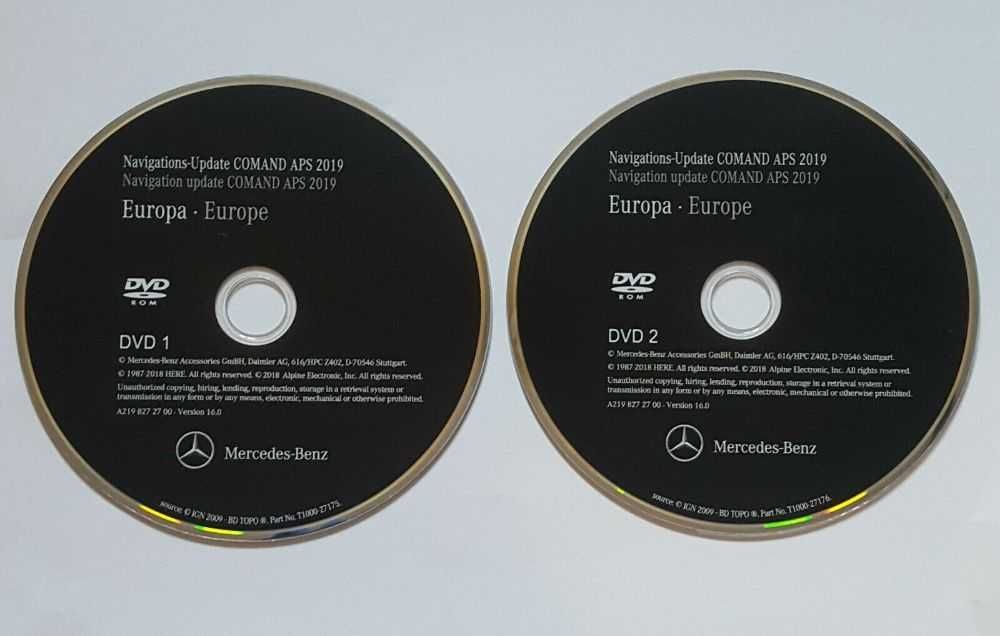 Navigations-Update COMAND APS 2019
Navigation update COMAND APS 2019
Europa · Europe
DVD
ROM
DVD 1
© Mercedes-Benz Accessories GmbH, Daimler AG, 616/HPC Z402, D-70546 Stuttgart.
© 1987-2018 HERE. All rights reserved. © 2018 Alpine Electronic, Inc. All rights reserved.
Unauthorized copying, hiring, lending, reproduction, storage in a retrieval system or
transmission in any form or by any means, electronic, mechanical or otherwise prohibited.
A219 827 27 00 · Version 16.0
Mercedes-Benz
source: © IGN 2009 - BD TOPO ®. Part No. T1000-27175.
Navigations-Update COMAND APS 2019
Navigation update COMAND APS 2019
Europa · Europe
DVD
ROM
DVD 2
© Mercedes-Benz Accessories GmbH, Daimler AG, 616/HPC Z402, D-70546 Stuttgart.
© 1987-2018 HERE. All rights reserved. © 2018 Alpine Electronic, Inc. All rights reserved.
Unauthorized copying, hiring, lending, reproduction, storage in a retrieval system or
transmission in any form or by any means, electronic, mechanical or otherwise prohibited.
A219 827 27 00 · Version 16.0
Mercedes-Benz
source: © IGN 2009 - BD TOPO ®. Part No. T1000-27176.